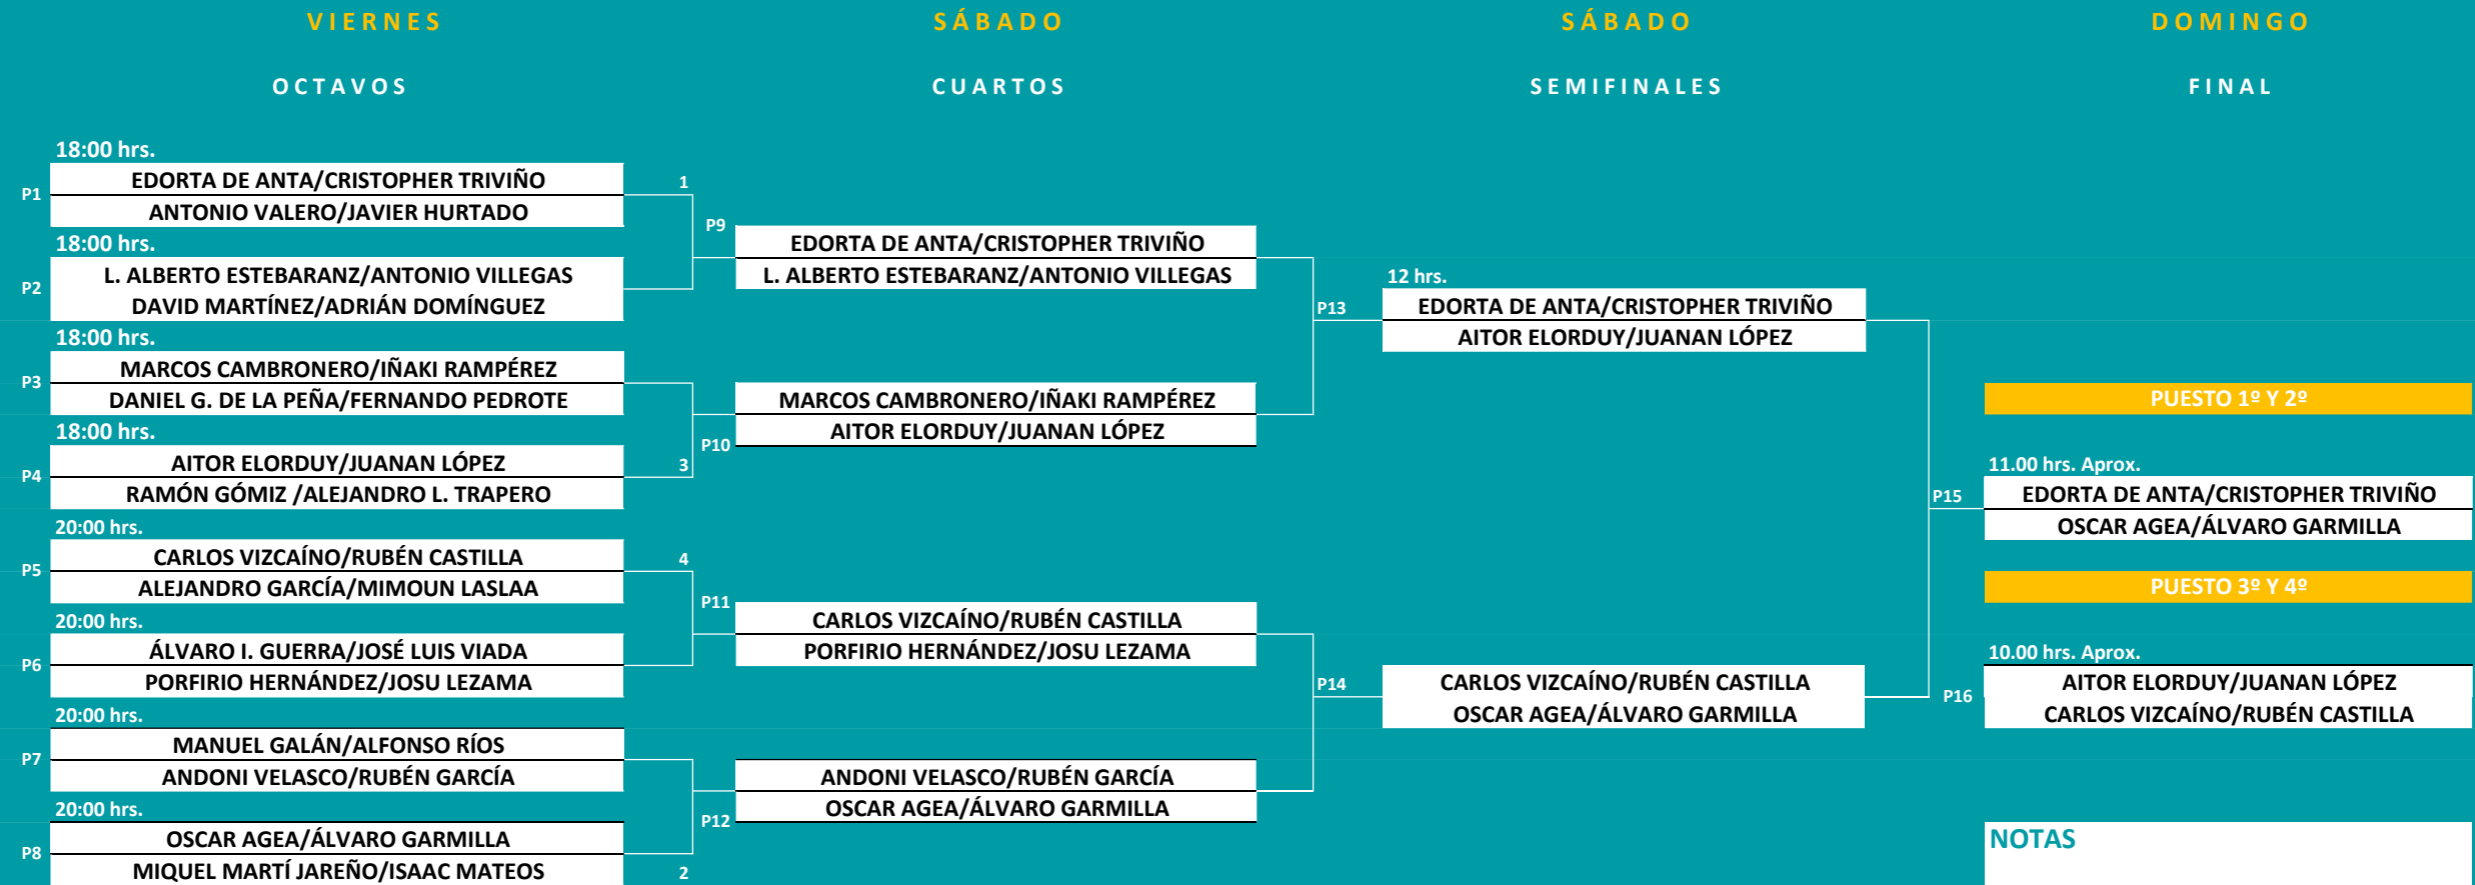 VIERNES
SÁBADO
SÁBADO
DOMINGO
OCTAVOS
CUARTOS
SEMIFINALES
FINAL
18:00 hrs.
P1
EDORTA DE ANTA/CRISTOPHER TRIVIÑO
ANTONIO VALERO/JAVIER HURTADO
1
18:00 hrs.
P2
L. ALBERTO ESTEBARANZ/ANTONIO VILLEGAS
DAVID MARTÍNEZ/ADRIÁN DOMÍNGUEZ
18:00 hrs.
P3
MARCOS CAMBRONERO/IÑAKI RAMPÉREZ
DANIEL G. DE LA PEÑA/FERNANDO PEDROTE
18:00 hrs.
P4
AITOR ELORDUY/JUANAN LÓPEZ
RAMÓN GÓMIZ /ALEJANDRO L. TRAPERO
3
20:00 hrs.
P5
CARLOS VIZCAÍNO/RUBÉN CASTILLA
ALEJANDRO GARCÍA/MIMOUN LASLAA
4
20:00 hrs.
P6
ÁLVARO I. GUERRA/JOSÉ LUIS VIADA
PORFIRIO HERNÁNDEZ/JOSU LEZAMA
20:00 hrs.
P7
MANUEL GALÁN/ALFONSO RÍOS
ANDONI VELASCO/RUBÉN GARCÍA
20:00 hrs.
P8
OSCAR AGEA/ÁLVARO GARMILLA
MIQUEL MARTÍ JAREÑO/ISAAC MATEOS
2
P9
EDORTA DE ANTA/CRISTOPHER TRIVIÑO
L. ALBERTO ESTEBARANZ/ANTONIO VILLEGAS
P10
MARCOS CAMBRONERO/IÑAKI RAMPÉREZ
AITOR ELORDUY/JUANAN LÓPEZ
P11
CARLOS VIZCAÍNO/RUBÉN CASTILLA
PORFIRIO HERNÁNDEZ/JOSU LEZAMA
P12
ANDONI VELASCO/RUBÉN GARCÍA
OSCAR AGEA/ÁLVARO GARMILLA
12 hrs.
P13
EDORTA DE ANTA/CRISTOPHER TRIVIÑO
AITOR ELORDUY/JUANAN LÓPEZ
P14
CARLOS VIZCAÍNO/RUBÉN CASTILLA
OSCAR AGEA/ÁLVARO GARMILLA
PUESTO 1º Y 2º
11.00 hrs. Aprox.
P15
EDORTA DE ANTA/CRISTOPHER TRIVIÑO
OSCAR AGEA/ÁLVARO GARMILLA
PUESTO 3º Y 4º
10.00 hrs. Aprox.
P16
AITOR ELORDUY/JUANAN LÓPEZ
CARLOS VIZCAÍNO/RUBÉN CASTILLA
NOTAS